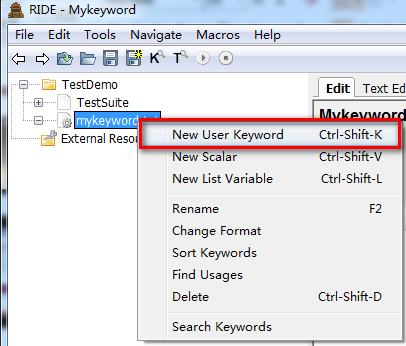 RIDE - Mykeyword
File Edit Tools Navigate Macros Help
K T
TestDemo
TestSuite
mykeyword
External Resou
Edit Text Ed
Mykeyword
New User Keyword Ctrl-Shift-K
New Scalar Ctrl-Shift-V
New List Variable Ctrl-Shift-L
Rename F2
Change Format
Sort Keywords
Find Usages
Delete Ctrl-Shift-D
Search Keywords